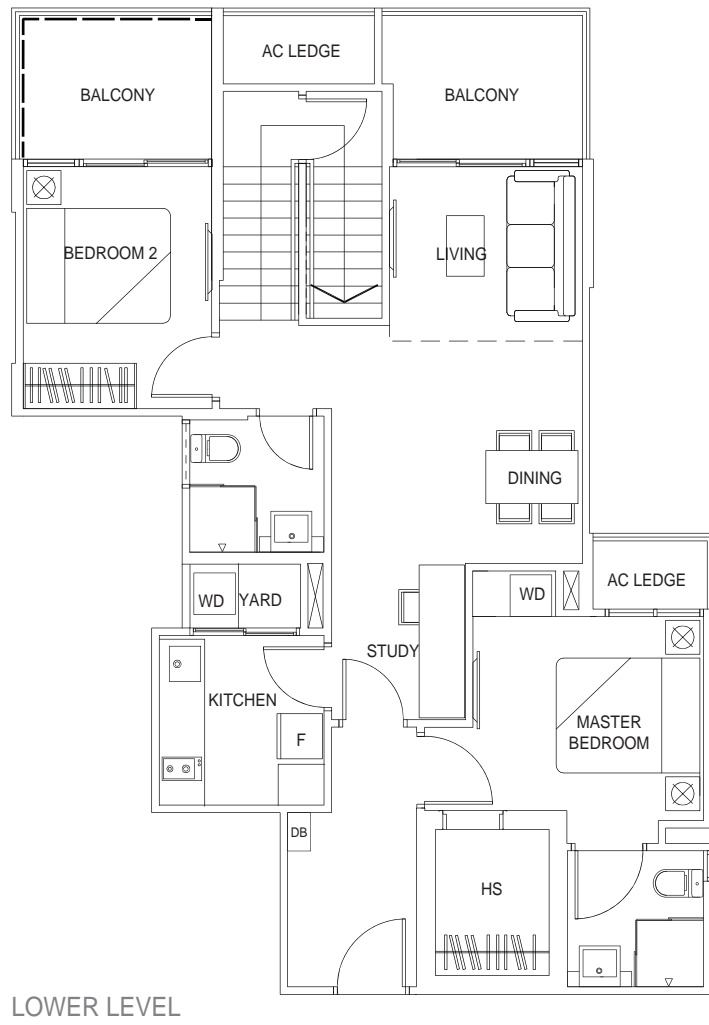 AC LEDGE
BALCONY
BALCONY
BEDROOM 2
LIVING
DINING
AC LEDGE
WD
YARD
WD
STUDY
KITCHEN
F
MASTER
BEDROOM
DB
HS
LOWER LEVEL